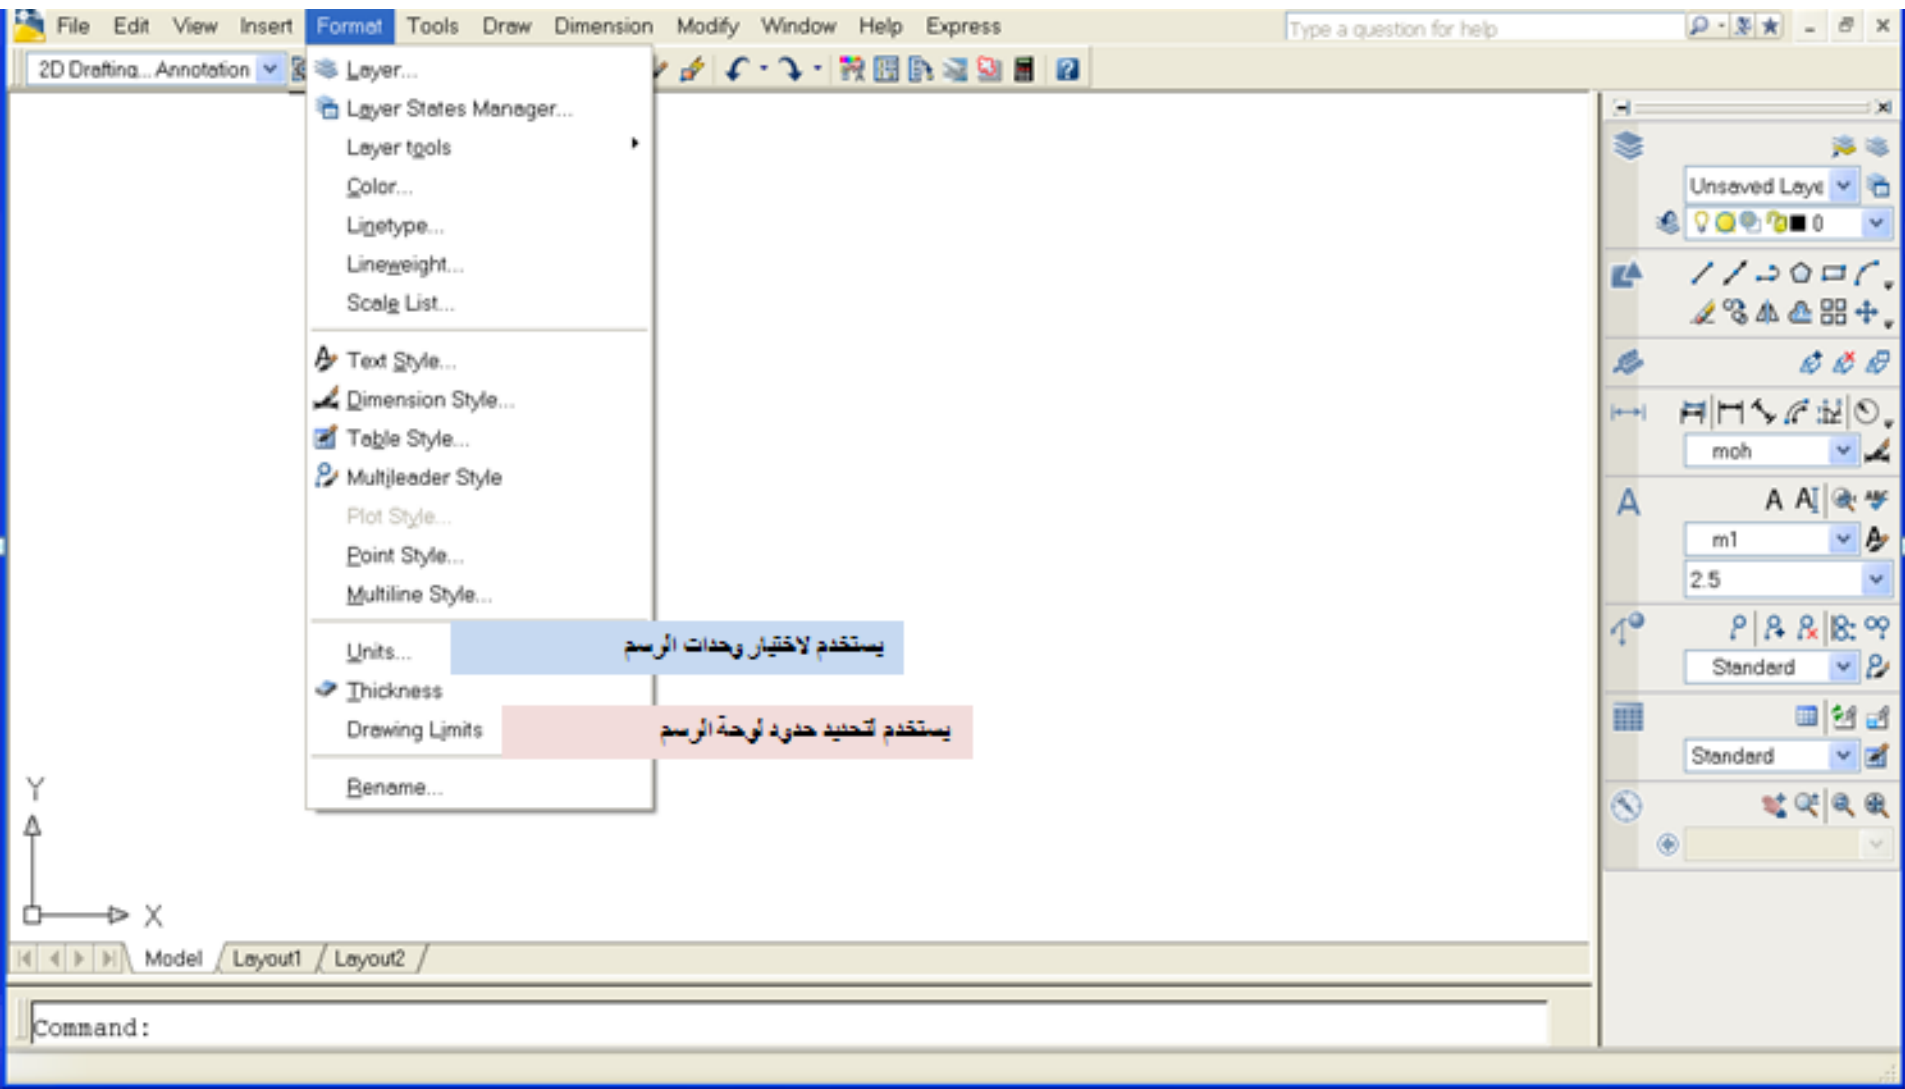 File Edit View Insert Format Tools Draw Dimension Modify Window Help Express Type a question for help
2D Drafting... Annotation
Layer...
Layer States Manager...
Layer tools
Color...
Linetype...
Lineweight...
Scale List...
Text Style...
Dimension Style...
Table Style...
Multileader Style
Plot Style...
Point Style...
Multiline Style...
Units... يستخدم لاختيار وحدات الرسم
Thickness
Drawing Limits يستخدم لتحديد حدود لوحة الرسم
Rename...
Unsaved Laye
0
moh
A A A
m1
2.5
Standard
Standard
Y
X
Model Layout1 Layout2
Command: